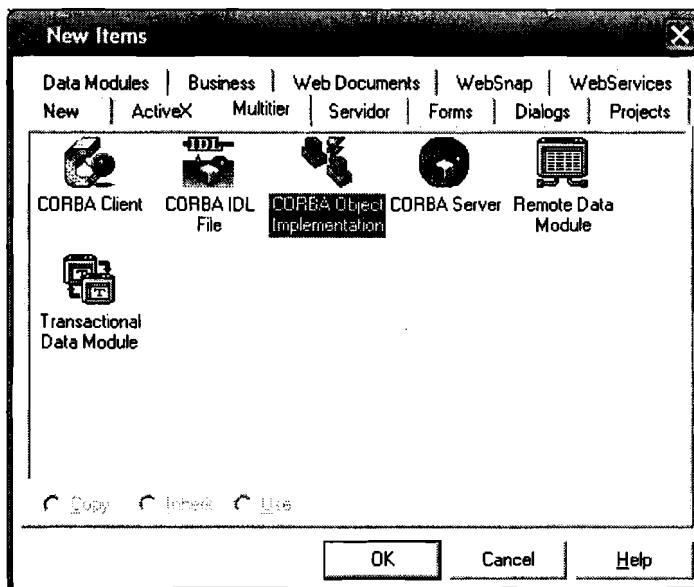 New Items
Data Modules Business Web Documents WebSnap WebServices
New ActiveX Multitier Servidor Forms Dialogs Projects
CORBA Client CORBA IDL File CORBA Object Implementation CORBA Server Remote Data Module
Transactional Data Module
Copy Inherit Use
OK Cancel Help